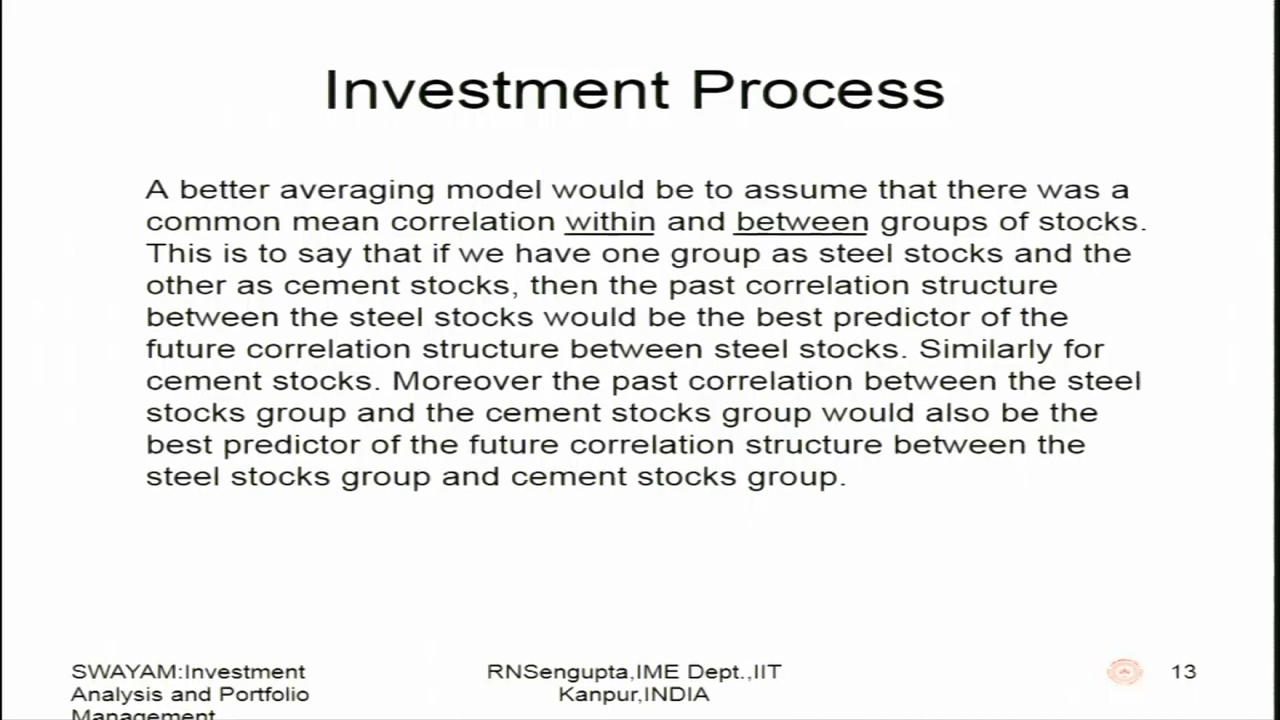 Investment Process
A better averaging model would be to assume that there was a
common mean correlation within and between groups of stocks.
This is to say that if we have one group as steel stocks and the
other as cement stocks, then the past correlation structure
between the steel stocks would be the best predictor of the
future correlation structure between steel stocks. Similarly for
cement stocks. Moreover the past correlation between the steel
stocks group and the cement stocks group would also be the
best predictor of the future correlation structure between the
steel stocks group and cement stocks group.
SWAYAM:Investment
Analysis and Portfolio
Management
RNSengupta,IME Dept.,IIT
Kanpur,INDIA
13